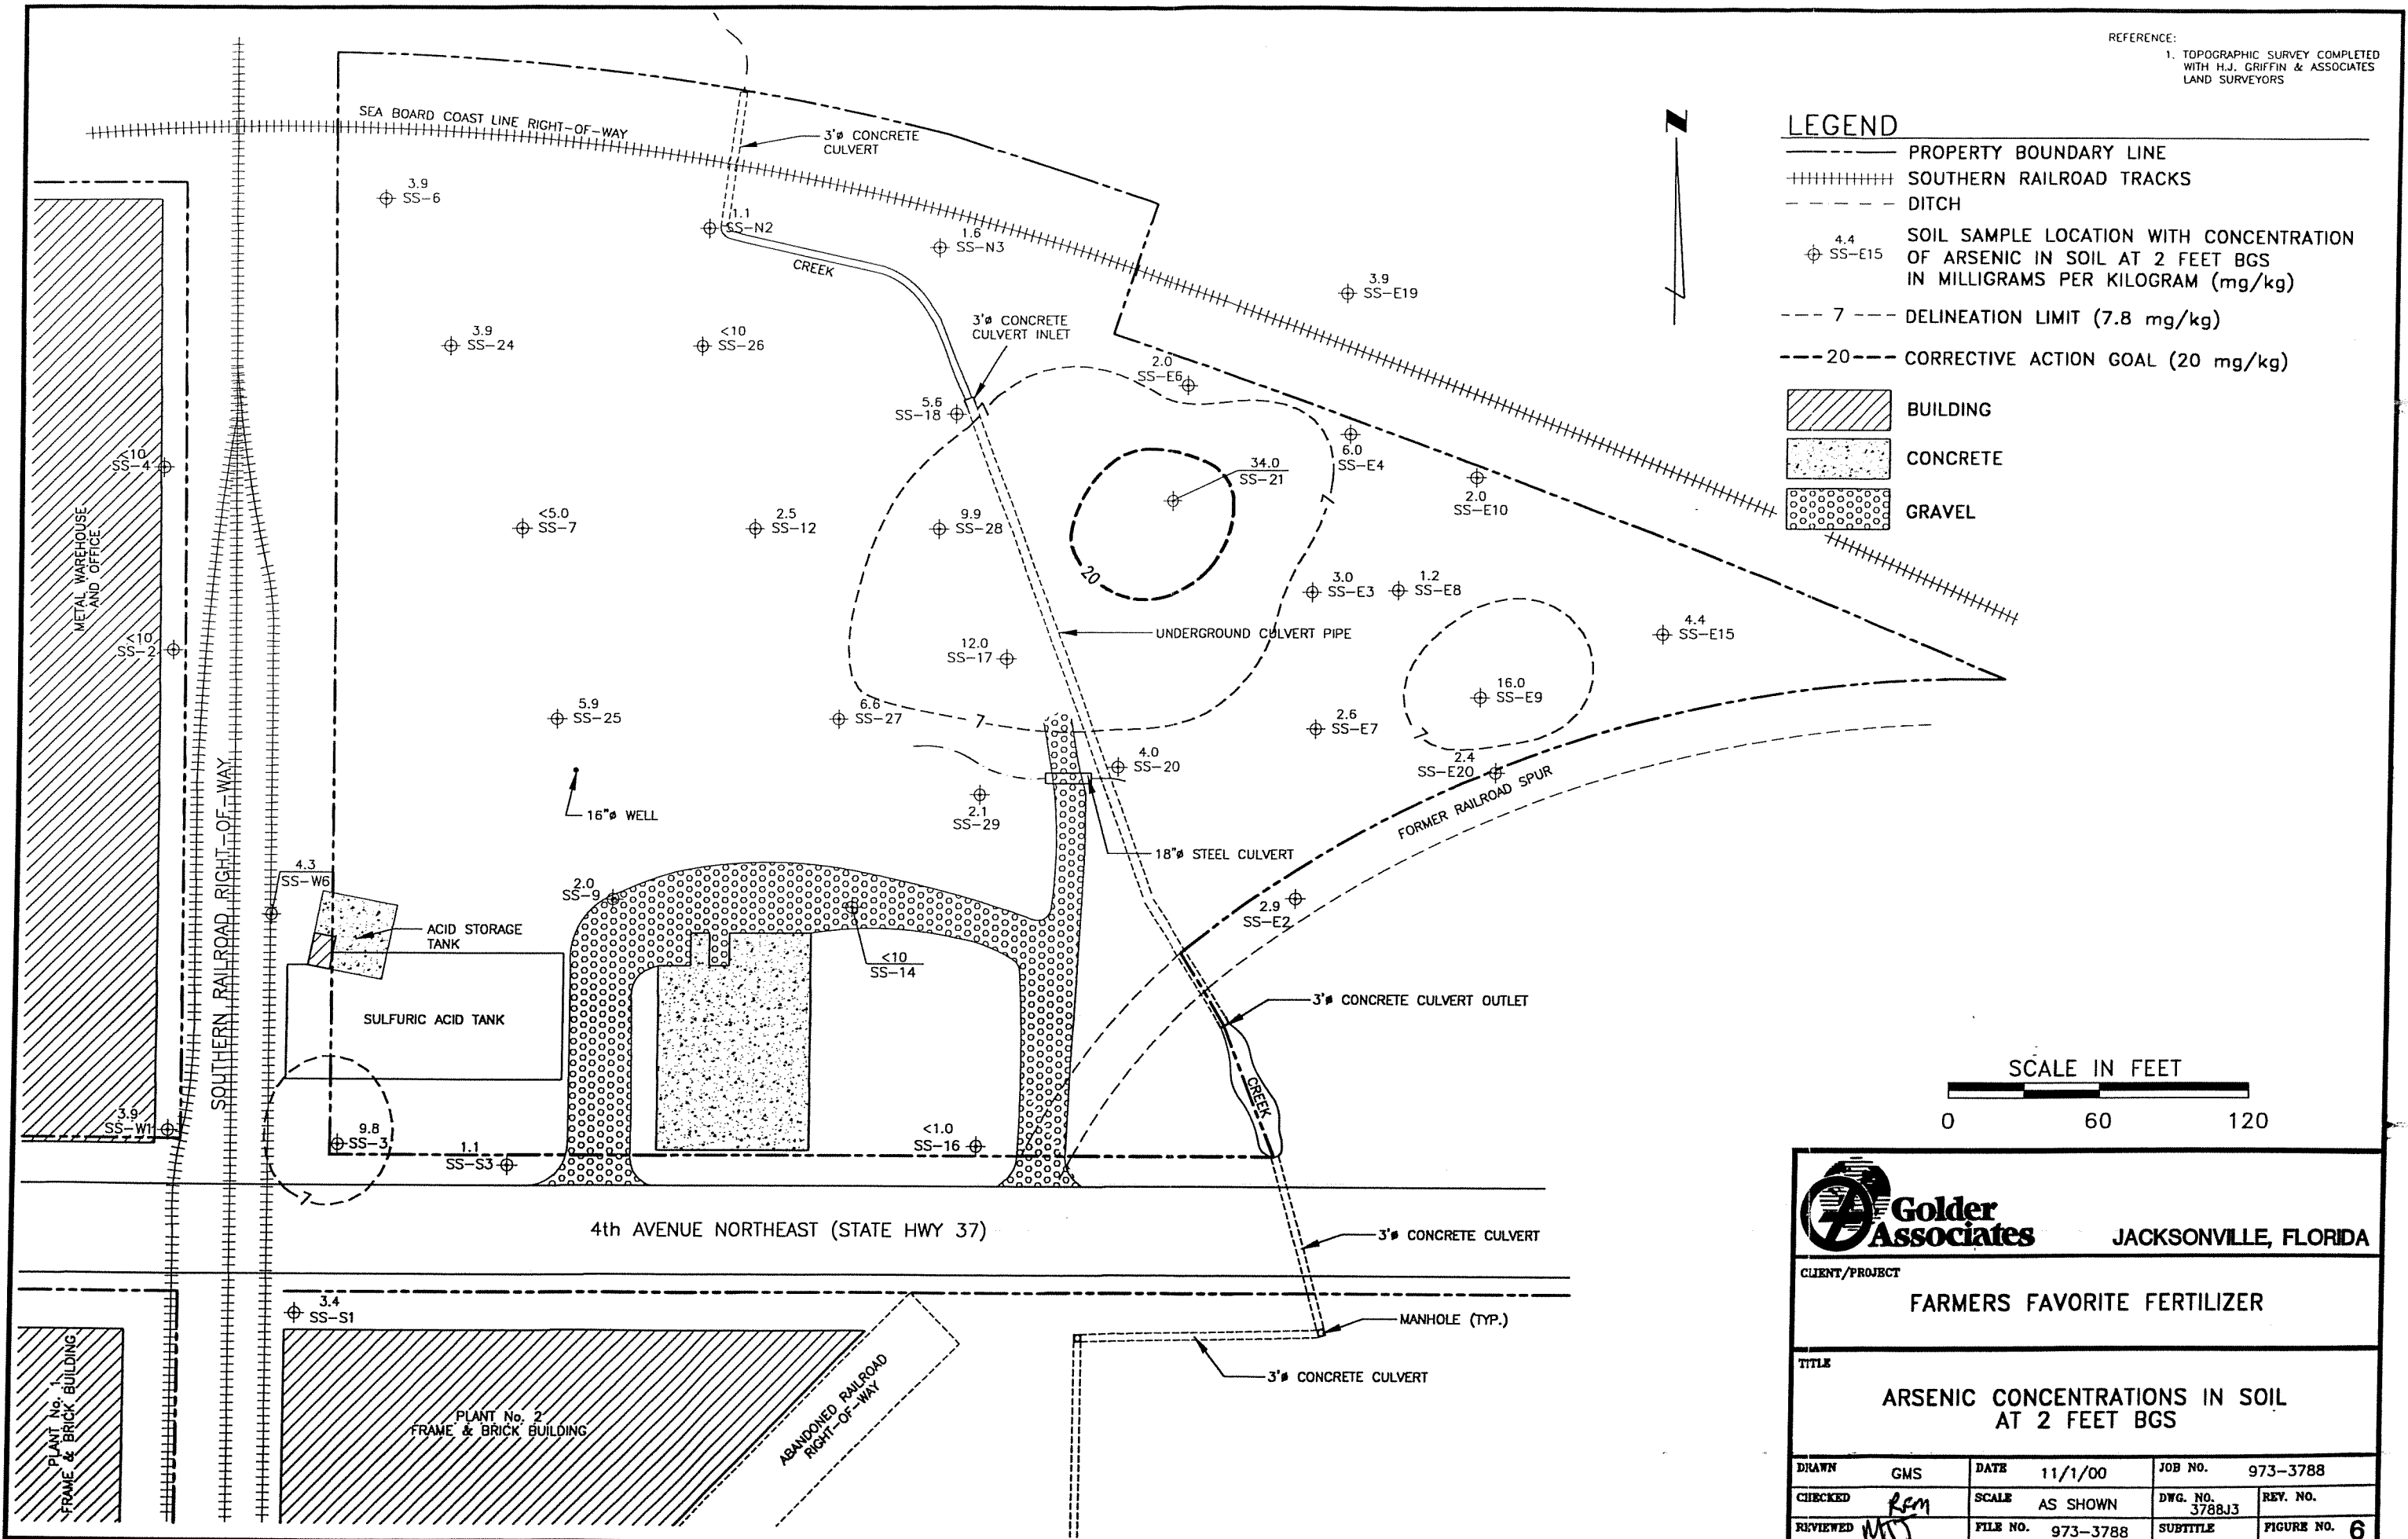 REFERENCE:
1. TOPOGRAPHIC SURVEY COMPLETED
WITH H.J. GRIFFIN & ASSOCIATES
LAND SURVEYORS
N
LEGEND
PROPERTY BOUNDARY LINE
SOUTHERN RAILROAD TRACKS
DITCH
4.4
SS-E15
SOIL SAMPLE LOCATION WITH CONCENTRATION
OF ARSENIC IN SOIL AT 2 FEET BGS
IN MILLIGRAMS PER KILOGRAM (mg/kg)
7
DELINEATION LIMIT (7.8 mg/kg)
20
CORRECTIVE ACTION GOAL (20 mg/kg)
BUILDING
CONCRETE
GRAVEL
SEA BOARD COAST LINE RIGHT-OF-WAY
3'ø CONCRETE
CULVERT
3.9
SS-6
1.1
SS-N2
1.6
SS-N3
CREEK
3.9
SS-E19
3.9
SS-24
<10
SS-26
3'ø CONCRETE
CULVERT INLET
2.0
SS-E6
5.6
SS-18
7
6.0
SS-E4
<10
SS-4
34.0
SS-21
2.0
SS-E10
7
METAL WAREHOUSE
AND OFFICE
<5.0
SS-7
2.5
SS-12
9.9
SS-28
20
3.0
SS-E3
1.2
SS-E8
<10
SS-2
UNDERGROUND CULVERT PIPE
4.4
SS-E15
12.0
SS-17
16.0
SS-E9
5.9
SS-25
6.6
SS-27
7
2.6
SS-E7
7
4.0
SS-20
2.4
SS-E20
16"ø WELL
2.1
SS-29
FORMER RAILROAD SPUR
18"ø STEEL CULVERT
SOUTHERN RAILROAD RIGHT-OF-WAY
4.3
SS-W6
2.0
SS-9
2.9
SS-E2
ACID STORAGE
TANK
<10
SS-14
3'ø CONCRETE CULVERT OUTLET
SULFURIC ACID TANK
CREEK
3.9
SS-W1
9.8
SS-3
1.1
SS-S3
<1.0
SS-16
7
4th AVENUE NORTHEAST (STATE HWY 37)
3'ø CONCRETE CULVERT
3.4
SS-S1
MANHOLE (TYP.)
3'ø CONCRETE CULVERT
PLANT No. 1
FRAME & BRICK BUILDING
PLANT No. 2
FRAME & BRICK BUILDING
ABANDONED RAILROAD
RIGHT-OF-WAY
SCALE IN FEET
0 60 120
Golder
Associates
JACKSONVILLE, FLORIDA
CLIENT/PROJECT
FARMERS FAVORITE FERTILIZER
TITLE
ARSENIC CONCENTRATIONS IN SOIL
AT 2 FEET BGS
DRAWN GMS DATE 11/1/00 JOB NO. 973-3788
CHECKED RFM SCALE AS SHOWN DWG. NO. 3788J3 REV. NO.
REVIEWED MTJ FILE NO. 973-3788 SUBTITLE FIGURE NO. 6